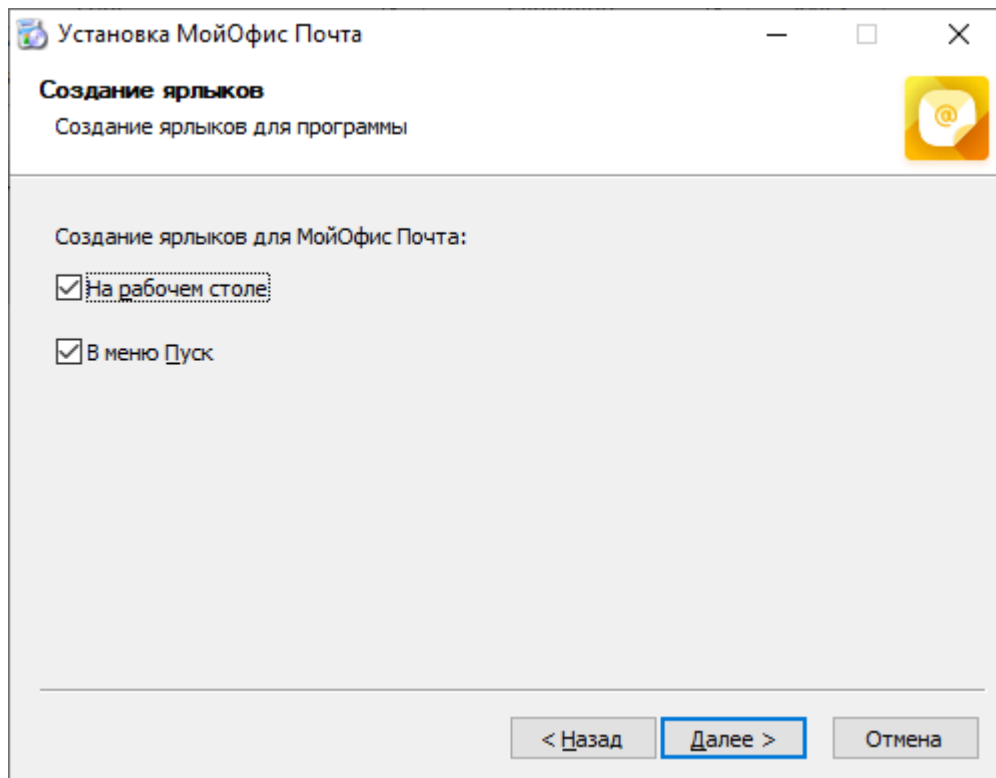 Установка МойОфис Почта
Создание ярлыков
Создание ярлыков для программы
@
Создание ярлыков для МойОфис Почта:
На рабочем столе
В меню Пуск
< Назад
Далее >
Отмена